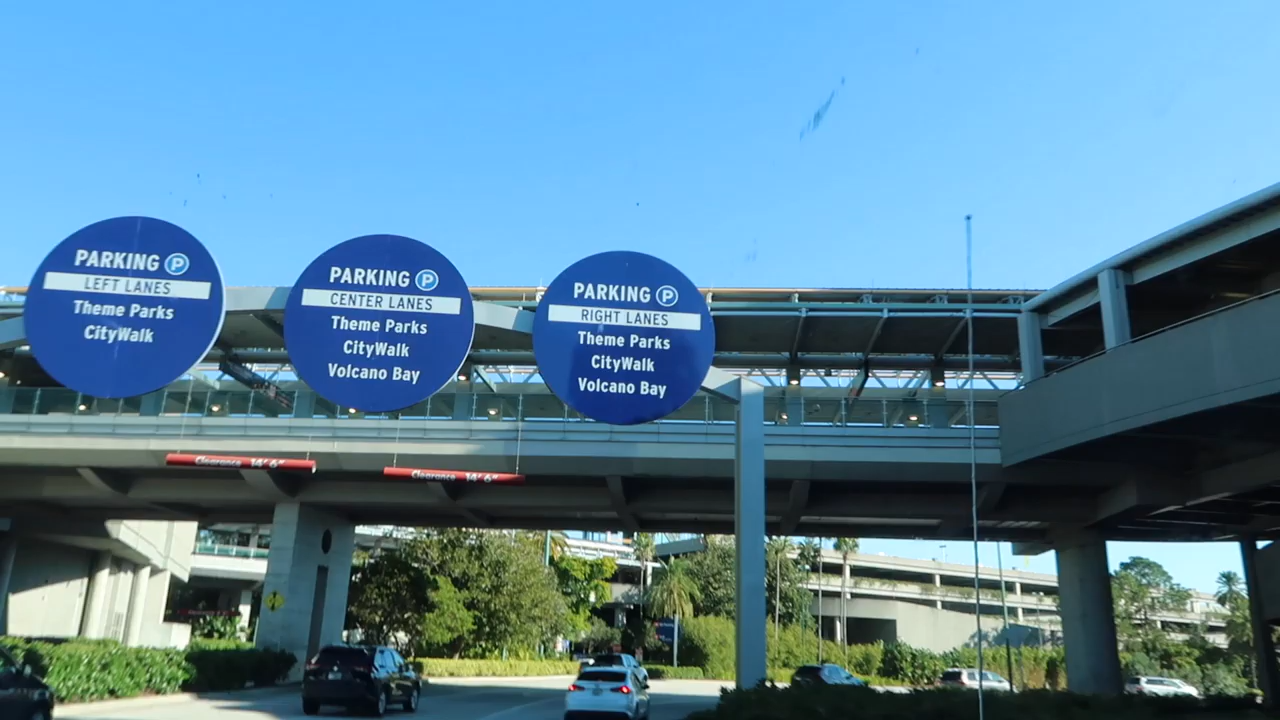 PARKING P
LEFT LANES
Theme Parks
CityWalk
PARKING P
CENTER LANES
Theme Parks
CityWalk
Volcano Bay
PARKING P
RIGHT LANES
Theme Parks
CityWalk
Volcano Bay
Clearance 14' 6"
Clearance 14' 6"